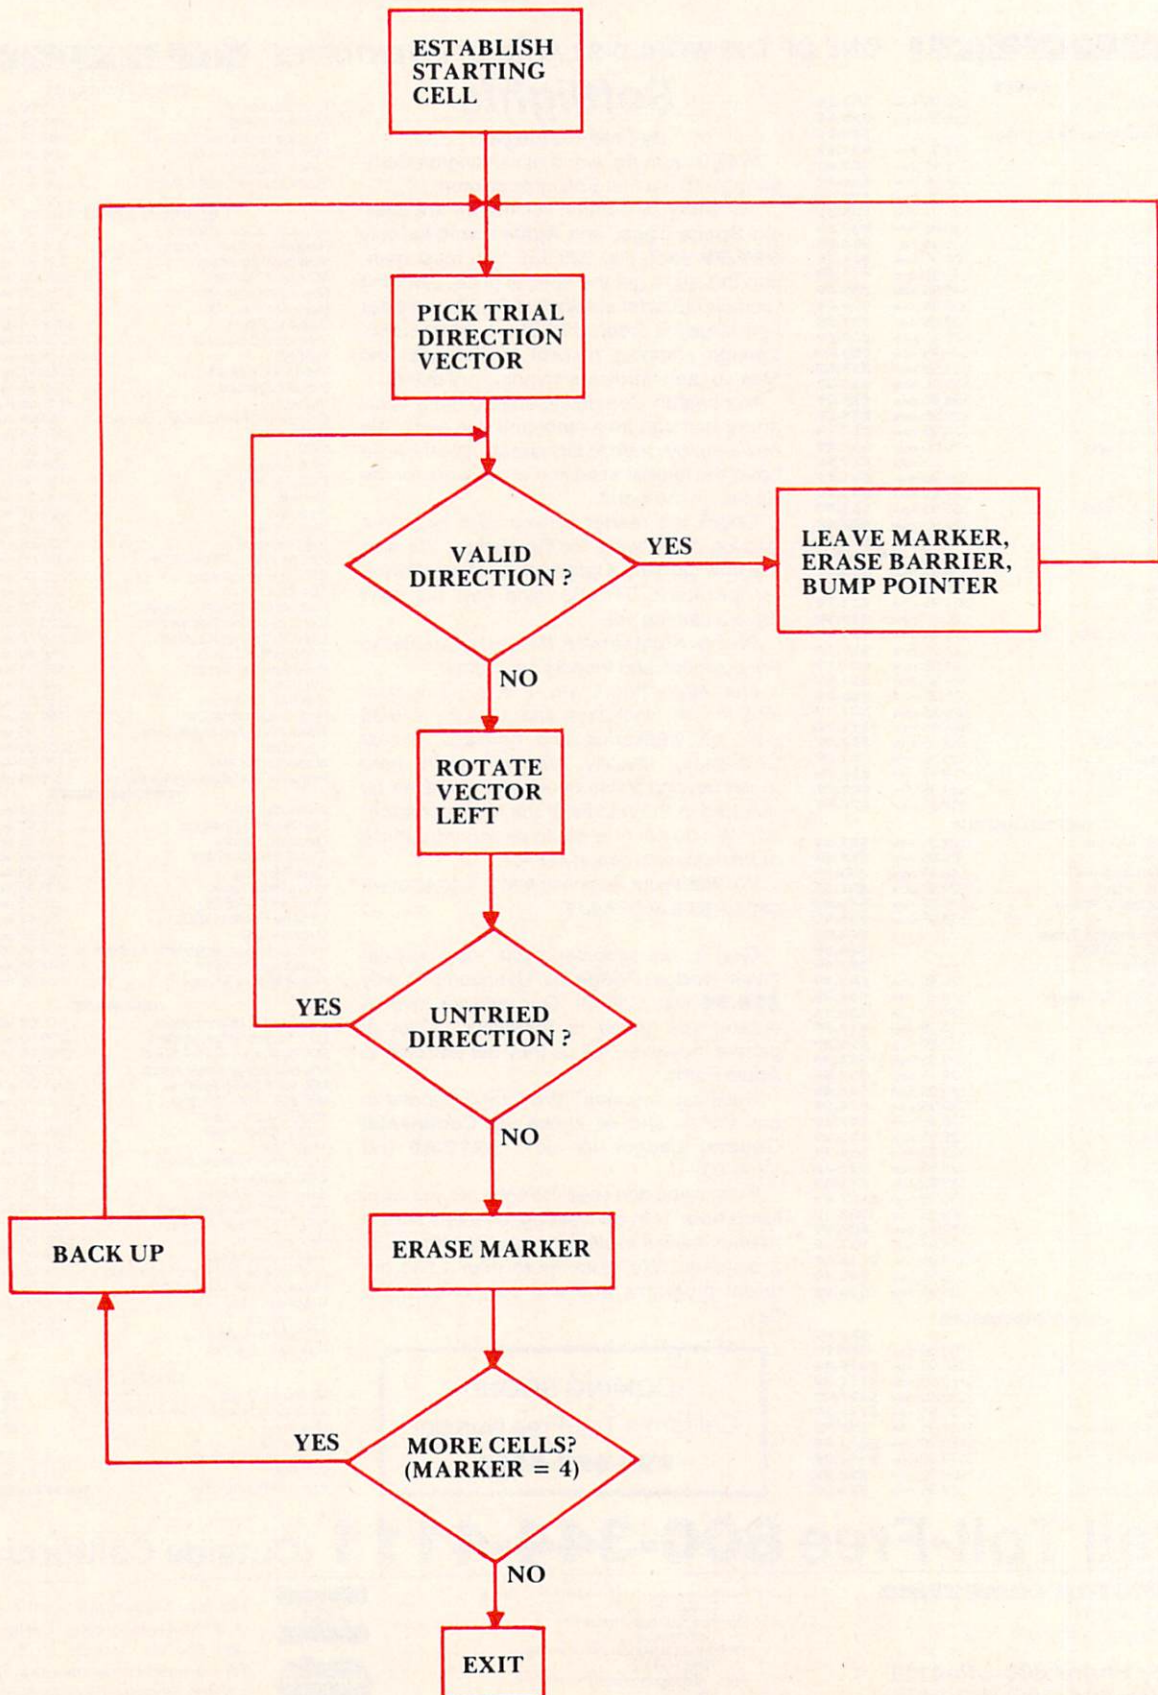 ESTABLISH
STARTING
CELL
PICK TRIAL
DIRECTION
VECTOR
VALID
DIRECTION ?
YES
LEAVE MARKER,
ERASE BARRIER,
BUMP POINTER
NO
ROTATE
VECTOR
LEFT
YES
UNTRIED
DIRECTION ?
NO
BACK UP
ERASE MARKER
YES
MORE CELLS?
(MARKER = 4)
NO
EXIT